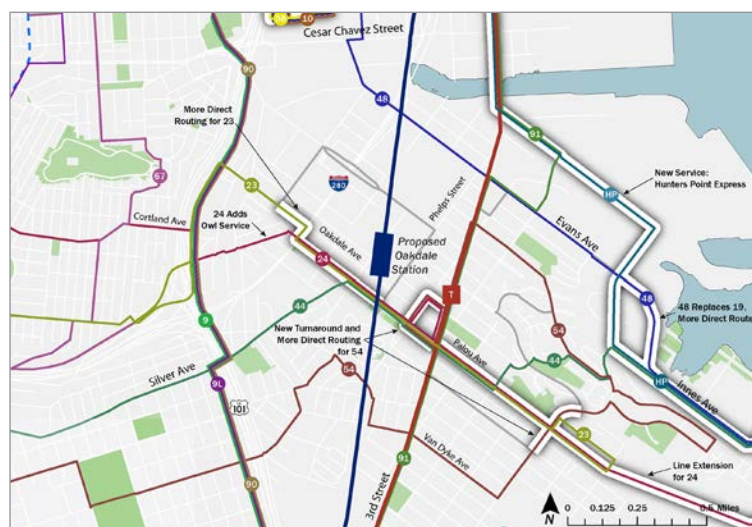 10
Cesar Chavez Street
90
48
More Direct
Routing for 23
91
67
23
280
HP
New Service:
Hunters Point Express
Phelps Street
Cortland Ave
24 Adds
Owl Service
Oakdale Ave
24
Proposed
Oakdale
Station
Evans Ave
T
48
48 Replaces 19,
More Direct Route
9
44
New Turnaround and
More Direct Routing
for 54
54
Palou Ave
44
Silver Ave
9L
54
HP
Innes Ave
101
23
Van Dyke Ave
90
91
3rd Street
Line Extension
for 24
N
0 0.125 0.25 0.5 Miles